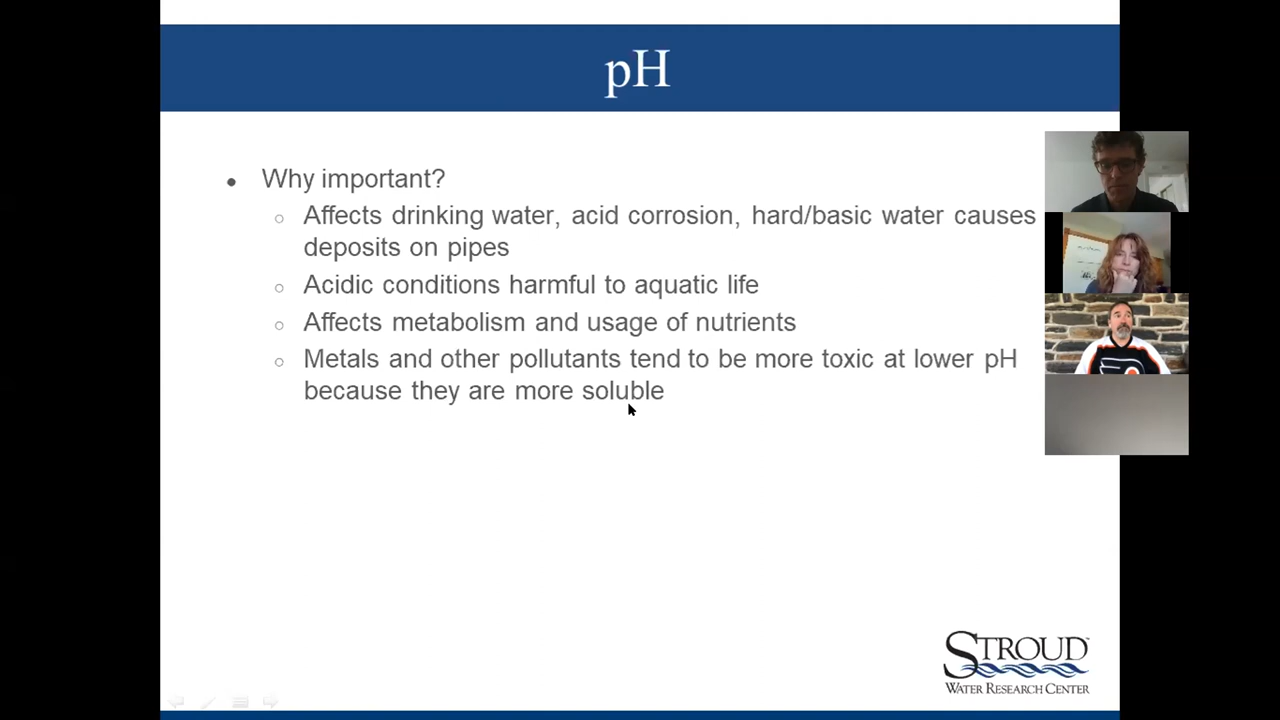 pH
• Why important?
○ Affects drinking water, acid corrosion, hard/basic water causes
deposits on pipes
○ Acidic conditions harmful to aquatic life
○ Affects metabolism and usage of nutrients
○ Metals and other pollutants tend to be more toxic at lower pH
because they are more soluble
STROUD
WATER RESEARCH CENTER